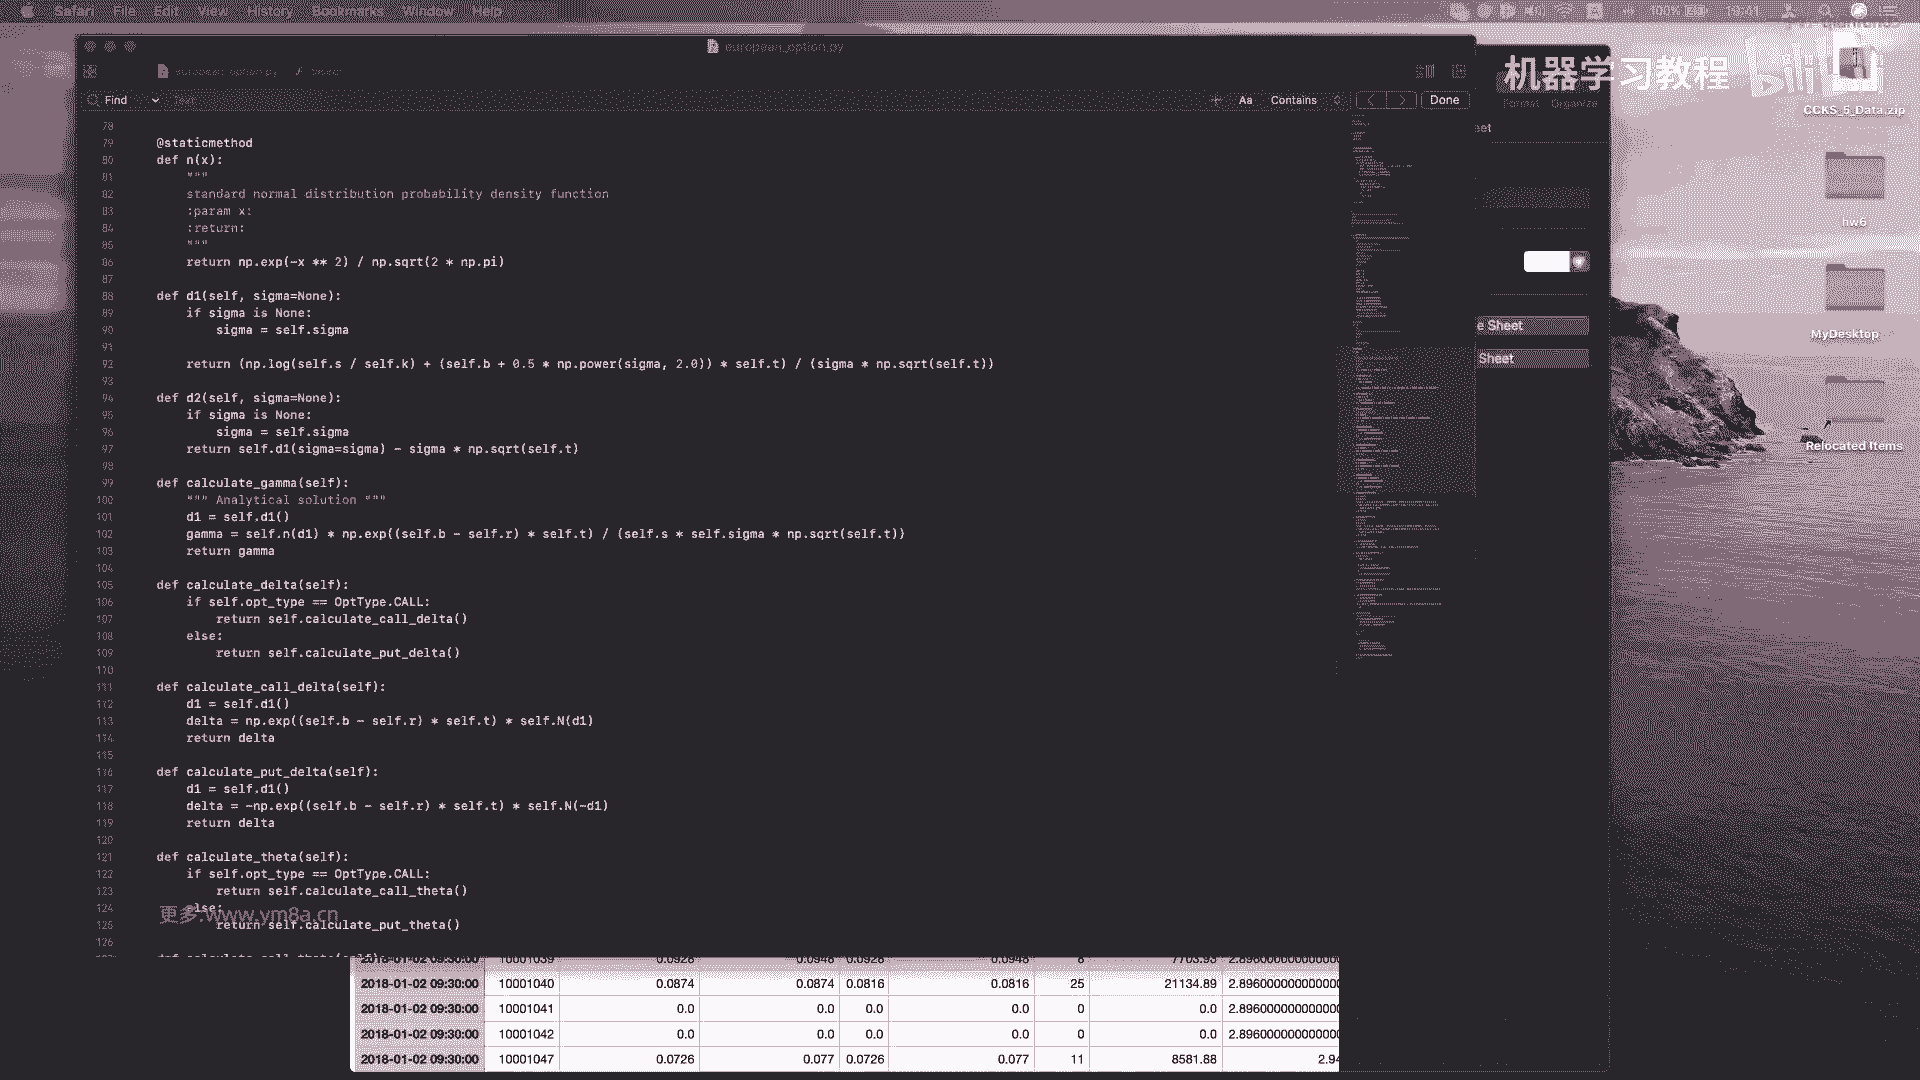 Safari File Edit View History Bookmarks Window Help
100%
european_option.py
european_option.py
Find
Aa
Contains
Done
机器学习教程
bili
Format Organize
CCKS_5_Data.zip
hw6
MyDesktop
Relocated Items
e Sheet
Sheet
78
79 @staticmethod
80 def n(x):
81 """
82 standard normal distribution probability density function
83 :param x:
84 :return:
85 """
86 return np.exp(-x ** 2) / np.sqrt(2 * np.pi)
87
88 def d1(self, sigma=None):
89 if sigma is None:
90 sigma = self.sigma
91
92 return (np.log(self.s / self.k) + (self.b + 0.5 * np.power(sigma, 2.0)) * self.t) / (sigma * np.sqrt(self.t))
93
94 def d2(self, sigma=None):
95 if sigma is None:
96 sigma = self.sigma
97 return self.d1(sigma=sigma) - sigma * np.sqrt(self.t)
98
99 def calculate_gamma(self):
100 """ Analytical solution """
101 d1 = self.d1()
102 gamma = self.n(d1) * np.exp((self.b - self.r) * self.t) / (self.s * self.sigma * np.sqrt(self.t))
103 return gamma
104
105 def calculate_delta(self):
106 if self.opt_type == OptType.CALL:
107 return self.calculate_call_delta()
108 else:
109 return self.calculate_put_delta()
110
111 def calculate_call_delta(self):
112 d1 = self.d1()
113 delta = np.exp((self.b - self.r) * self.t) * self.N(d1)
114 return delta
115
116 def calculate_put_delta(self):
117 d1 = self.d1()
118 delta = -np.exp((self.b - self.r) * self.t) * self.N(-d1)
119 return delta
120
121 def calculate_theta(self):
122 if self.opt_type == OptType.CALL:
123 return self.calculate_call_theta()
124 else:
更多:www.ym8a.cn
125 return self.calculate_put_theta()
126
2018-01-02 09:30:00 10001039 0.0928 0.0948 0.0928 0.0948 8 7703.93
2018-01-02 09:30:00 10001040 0.0874 0.0874 0.0816 0.0816 25 21134.89 2.896000000000000
2018-01-02 09:30:00 10001041 0.0 0.0 0.0 0.0 0 0.0 2.896000000000000
2018-01-02 09:30:00 10001042 0.0 0.0 0.0 0.0 0 0.0 2.896000000000000
2018-01-02 09:30:00 10001047 0.0726 0.077 0.0726 0.077 11 8581.88 2.94